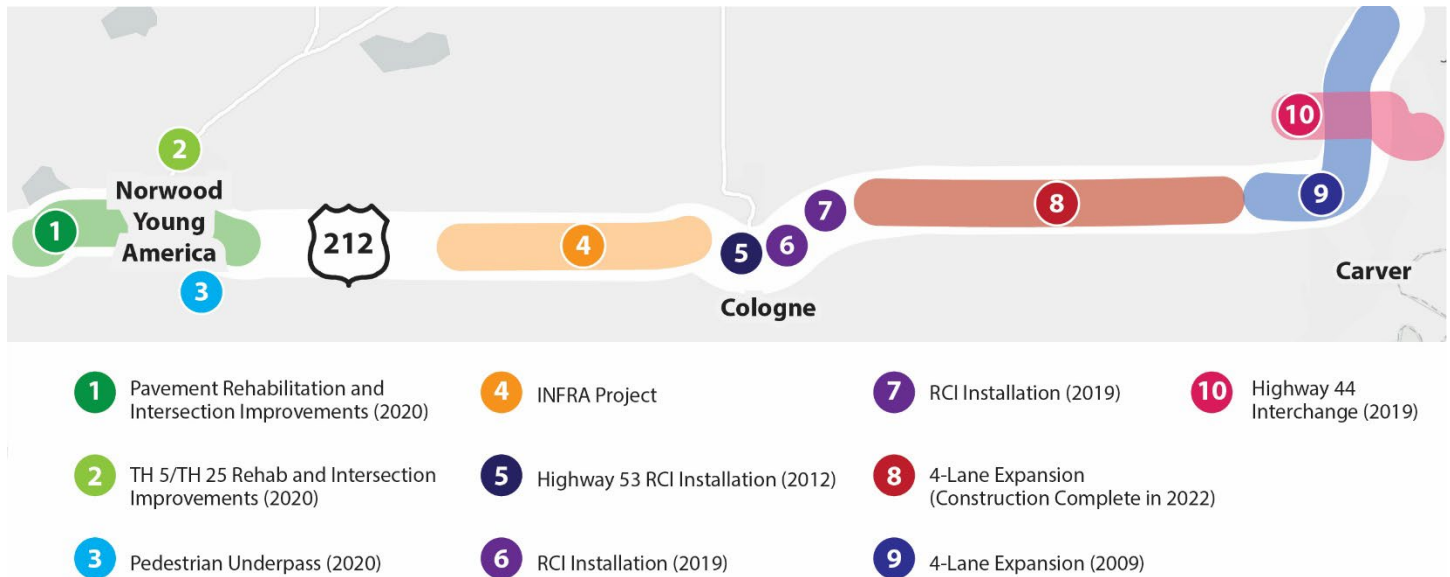 10
2
Norwood
Young
America
7
8
9
1
212
4
5
6
3
Cologne
Carver
1 Pavement Rehabilitation and
Intersection Improvements (2020)
2 TH 5/TH 25 Rehab and Intersection
Improvements (2020)
3 Pedestrian Underpass (2020)
4 INFRA Project
5 Highway 53 RCI Installation (2012)
6 RCI Installation (2019)
7 RCI Installation (2019)
8 4-Lane Expansion
(Construction Complete in 2022)
9 4-Lane Expansion (2009)
10 Highway 44
Interchange (2019)